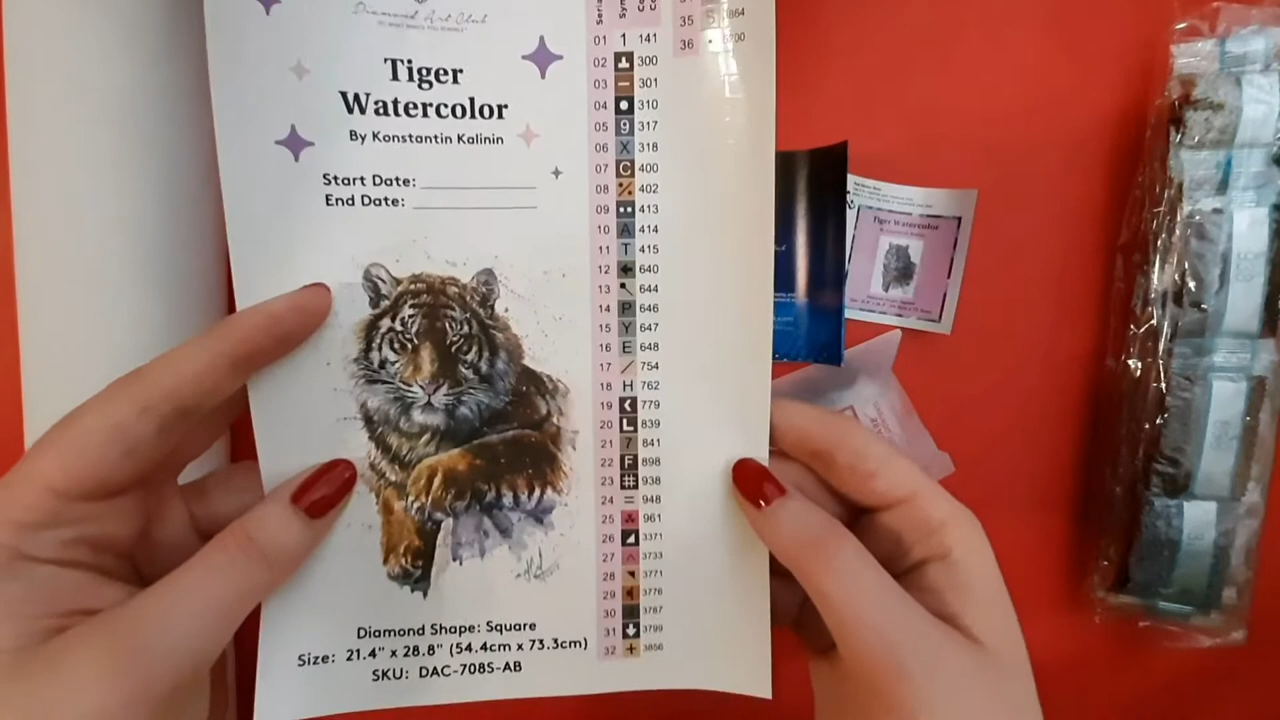 Diamond Art Club
Tiger
Watercolor
By Konstantin Kalinin
Start Date:
End Date:
Diamond Shape: Square
Size: 21.4" x 28.8" (54.4cm x 73.3cm)
SKU: DAC-708S-AB
01 1 141
02 300
03 − 301
04 ● 310
05 9 317
06 X 318
07 C 400
08 ٪ 402
09 •• 413
10 A 414
11 T 415
12 ← 640
13 644
14 P 646
15 Y 647
16 E 648
17 / 754
18 H 762
19 ❮ 779
20 L 839
21 7 841
22 F 898
23 # 938
24 = 948
25 961
26 ◢ 3371
27 ^ 3733
28 ◥ 3771
29 3776
30 3787
31 ↓ 3799
32 + 3856
35 5
36 •
Tiger Watercolor